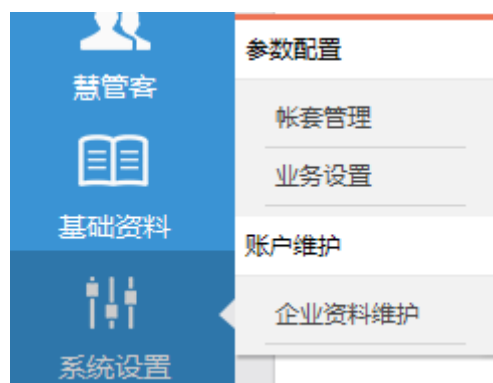 慧管客
基础资料
系统设置
参数配置
帐套管理
业务设置
账户维护
企业资料维护